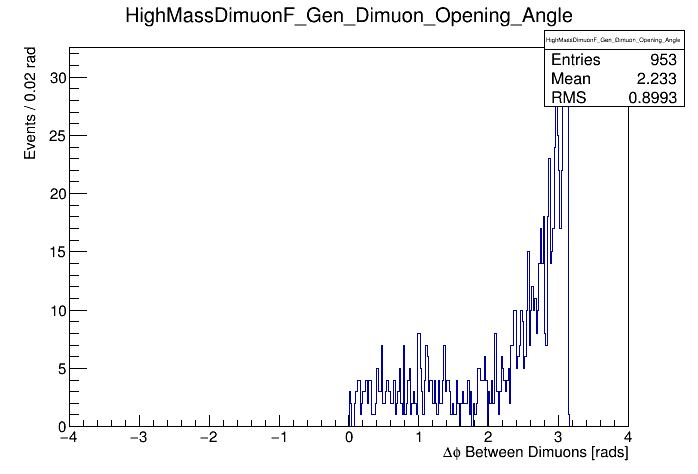 HighMassDimuonF_Gen_Dimuon_Opening_Angle
HighMassDimuonF_Gen_Dimuon_Opening_Angle
Entries 953
Mean 2.233
RMS 0.8993
Events / 0.02 rad
30
25
20
15
10
5
0
−4 −3 −2 −1 0 1 2 3 4
Δϕ Between Dimuons [rads]